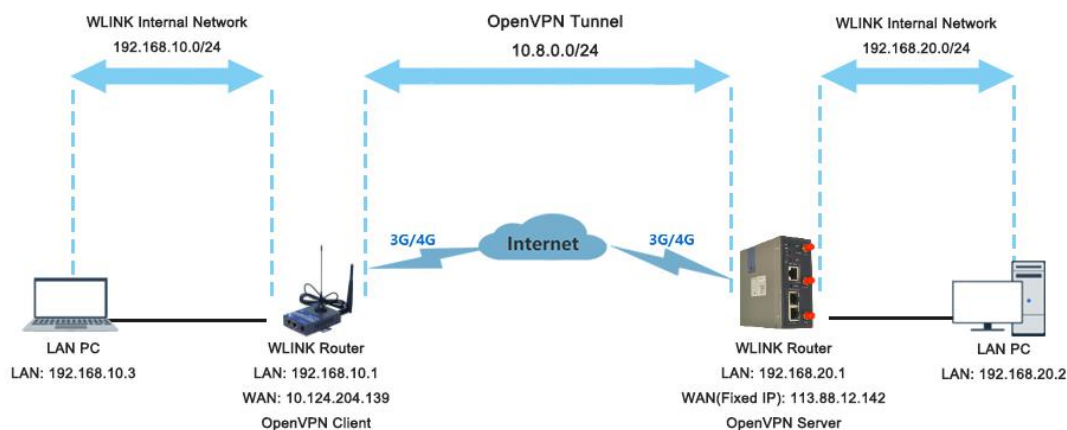 WLINK Internal Network
192.168.10.0/24
OpenVPN Tunnel
10.8.0.0/24
WLINK Internal Network
192.168.20.0/24
3G/4G
Internet
3G/4G
LAN PC
LAN: 192.168.10.3
WLINK Router
LAN: 192.168.10.1
WAN: 10.124.204.139
OpenVPN Client
WLINK Router
LAN: 192.168.20.1
WAN(Fixed IP): 113.88.12.142
OpenVPN Server
LAN PC
LAN: 192.168.20.2